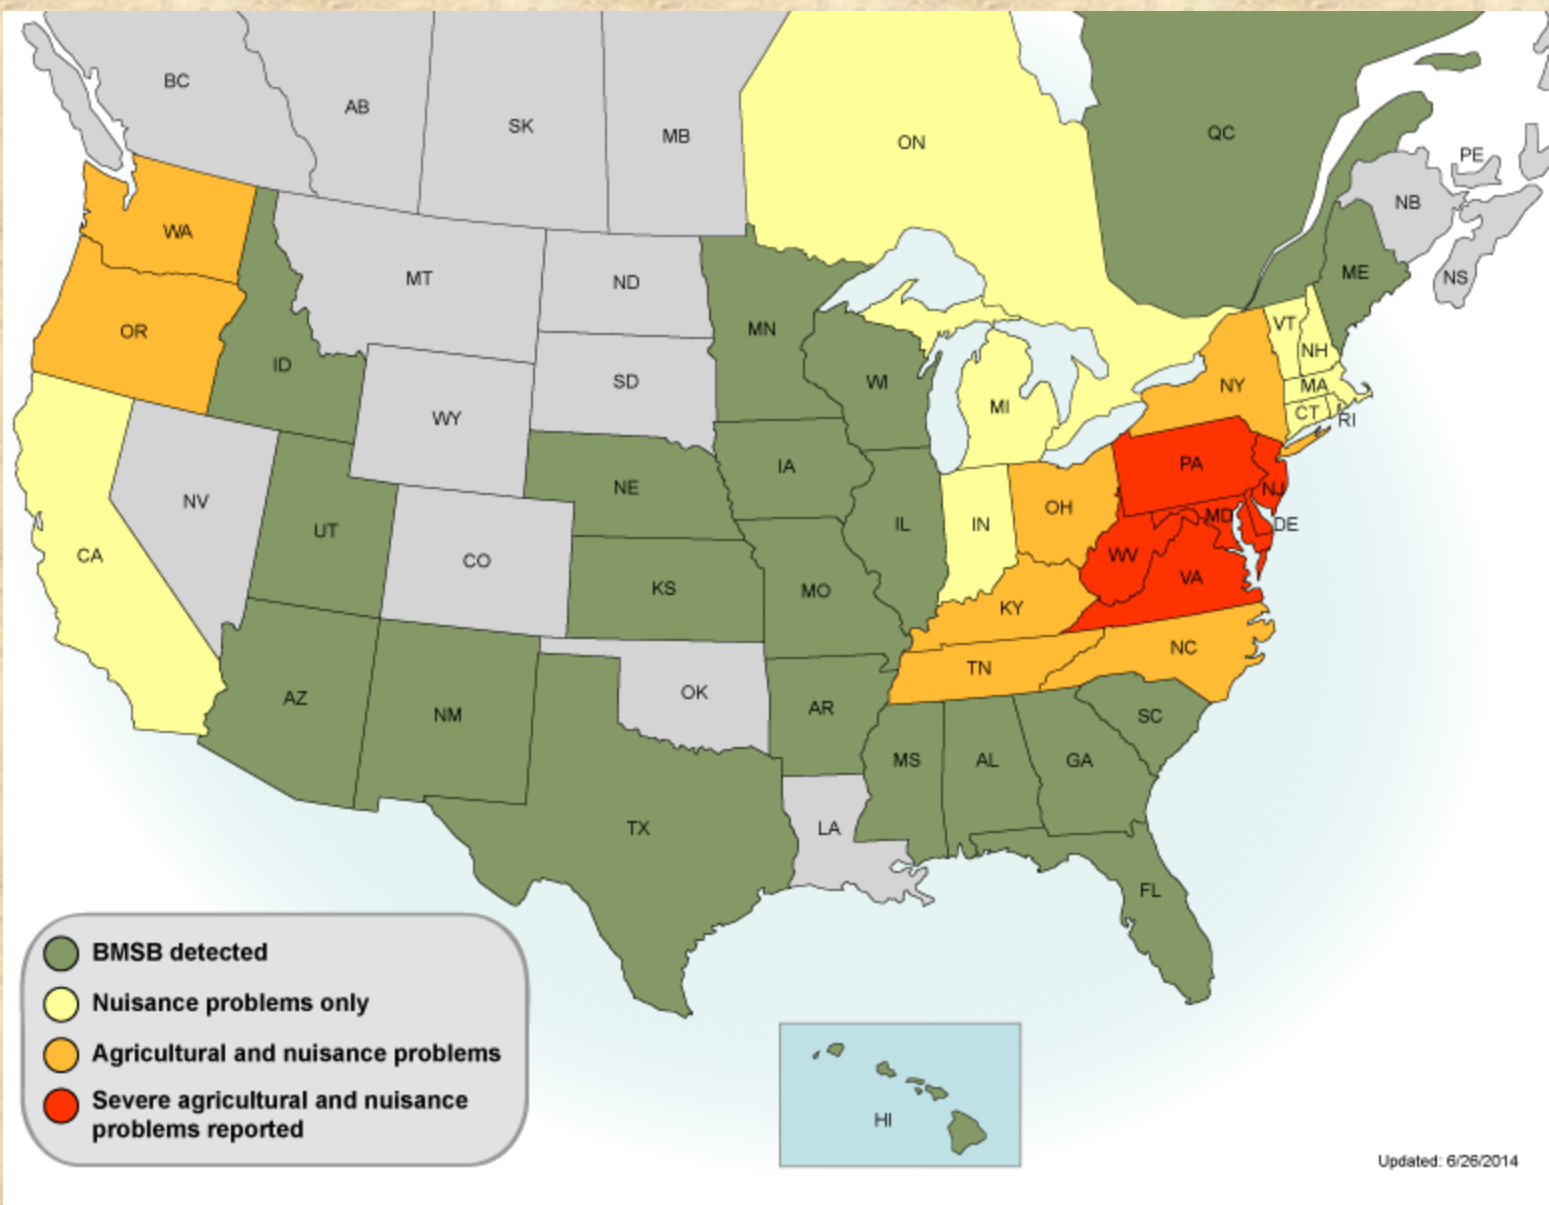 BC
AB
SK
MB
ON
QC
PE
NB
NS
WA
MT
ND
MN
ME
OR
ID
SD
WI
MI
VT
NH
NY
MA
CT
RI
WY
NE
IA
PA
NJ
NV
UT
CO
IL
IN
OH
MD
DE
CA
KS
MO
WV
VA
KY
NC
TN
AZ
NM
OK
AR
SC
MS
AL
GA
TX
LA
FL
BMSB detected
Nuisance problems only
Agricultural and nuisance problems
Severe agricultural and nuisance
problems reported
HI
Updated: 6/26/2014